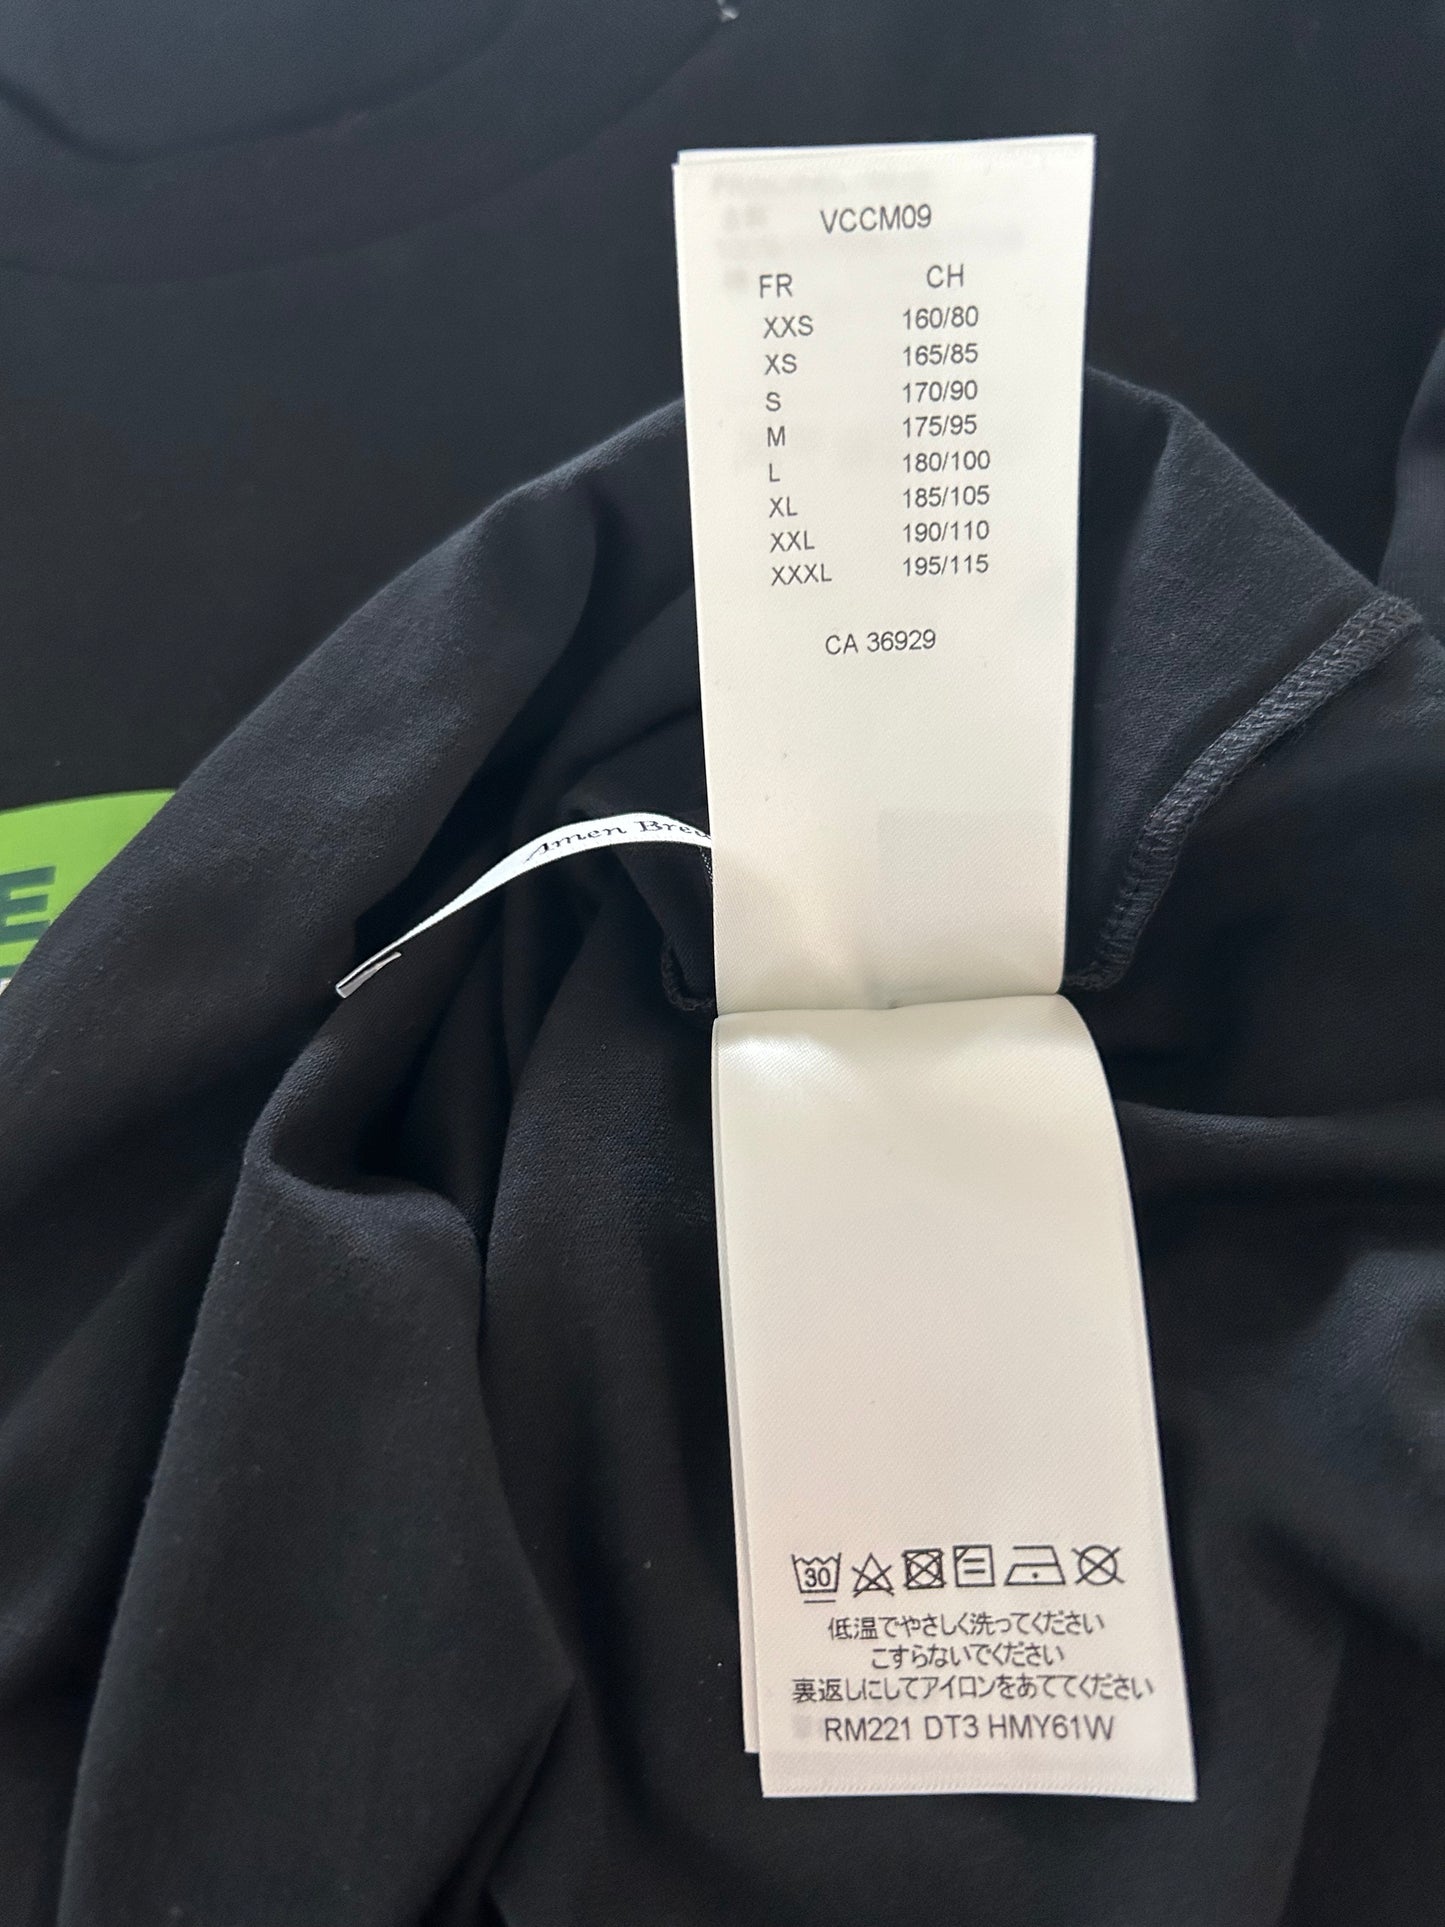 VCCM09
FR CH
XXS 160/80
XS 165/85
S 170/90
M 175/95
L 180/100
XL 185/105
XXL 190/110
XXXL 195/115
CA 36929
Amen
E
30
低温でやさしく洗ってください
こすらないでください
裏返しにしてアイロンをあててください
RM221 DT3 HMY61W